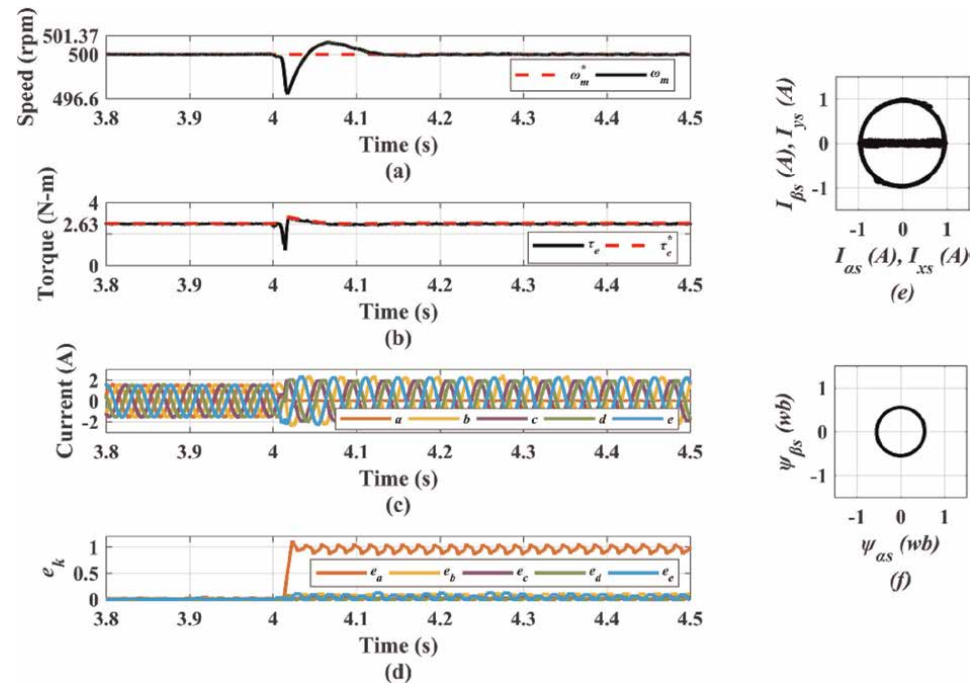 Speed (rpm)
501.37
500
496.6
ω*m ωm
3.8 3.9 4 4.1 4.2 4.3 4.4 4.5
Time (s)
(a)
Torque (N-m)
4
2.63
0
τe τ*e
3.8 3.9 4 4.1 4.2 4.3 4.4 4.5
Time (s)
(b)
Current (A)
2
0
-2
a b c d e
3.8 3.9 4 4.1 4.2 4.3 4.4 4.5
Time (s)
(c)
ek
1
0.5
0
ea eb ec ed ee
3.8 3.9 4 4.1 4.2 4.3 4.4 4.5
Time (s)
(d)
Iβs (A), Iys (A)
1
0
-1
-1 0 1
Iαs (A), Ixs (A)
(e)
ψβs (wb)
1
0
-1
-1 0 1
ψαs (wb)
(f)